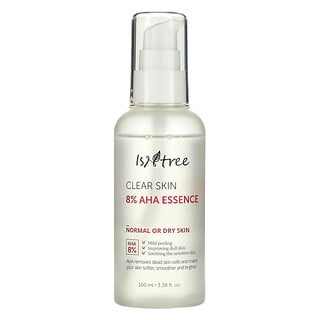 IsNtree
CLEAR SKIN
8% AHA ESSENCE
NORMAL OR DRY SKIN
AHA
8%
✓ Mild peeling
✓ Improving dull skin
✓ Soothing the sensitive skin
AHA removes dead skin cells and makes
your skin softer, smoother and brighter.
100 ml℮ / 3.38 fl oz